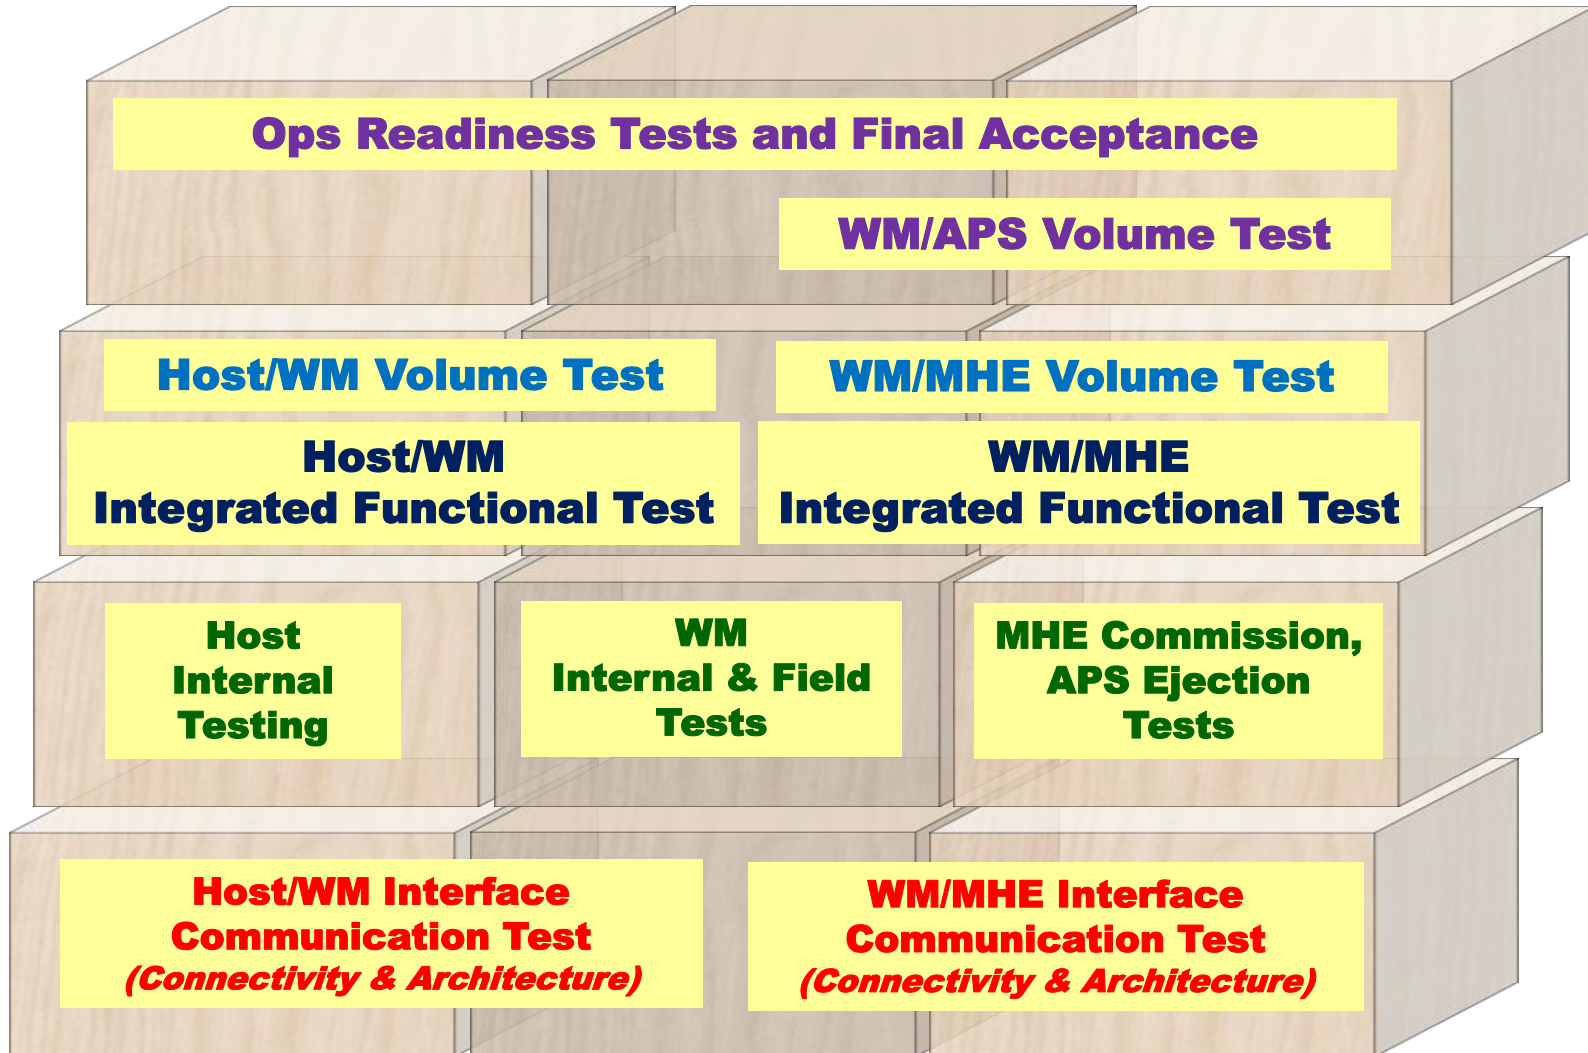 Ops Readiness Tests and Final Acceptance
WM/APS Volume Test
Host/WM Volume Test
WM/MHE Volume Test
Host/WM
Integrated Functional Test
WM/MHE
Integrated Functional Test
Host
Internal
Testing
WM
Internal & Field
Tests
MHE Commission,
APS Ejection
Tests
Host/WM Interface
Communication Test
(Connectivity & Architecture)
WM/MHE Interface
Communication Test
(Connectivity & Architecture)